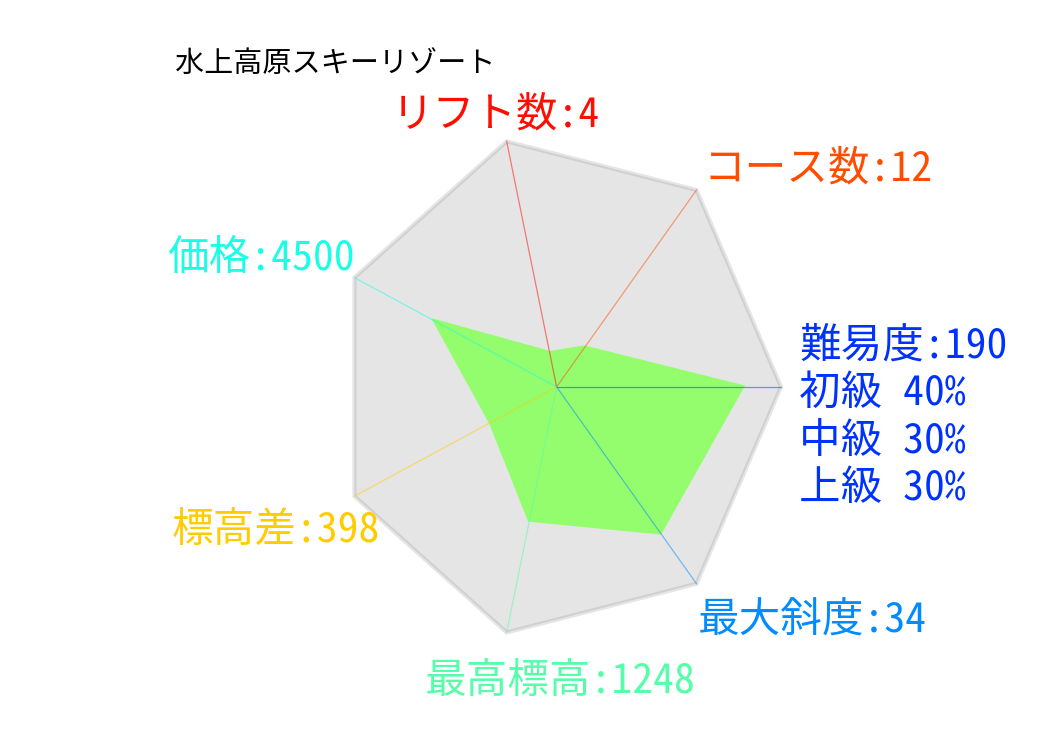 水上高原スキーリゾート
リフト数:4
コース数:12
価格:4500
難易度:190
初級 40%
中級 30%
上級 30%
標高差:398
最大斜度:34
最高標高:1248